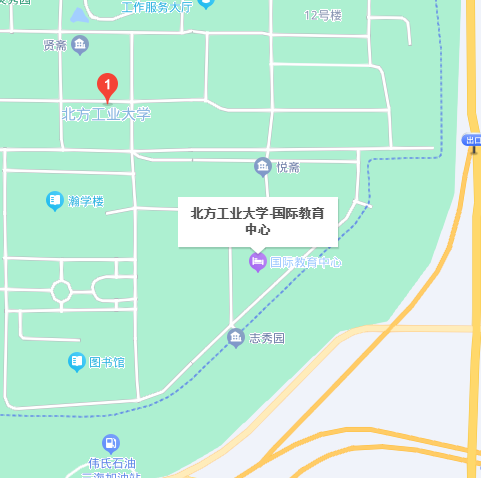 工作服务大厅
12号楼
贤斋
1
北方工业大学
出口
悦斋
瀚学楼
北方工业大学-国际教育
中心
国际教育中心
志秀园
图书馆
伟氏石油